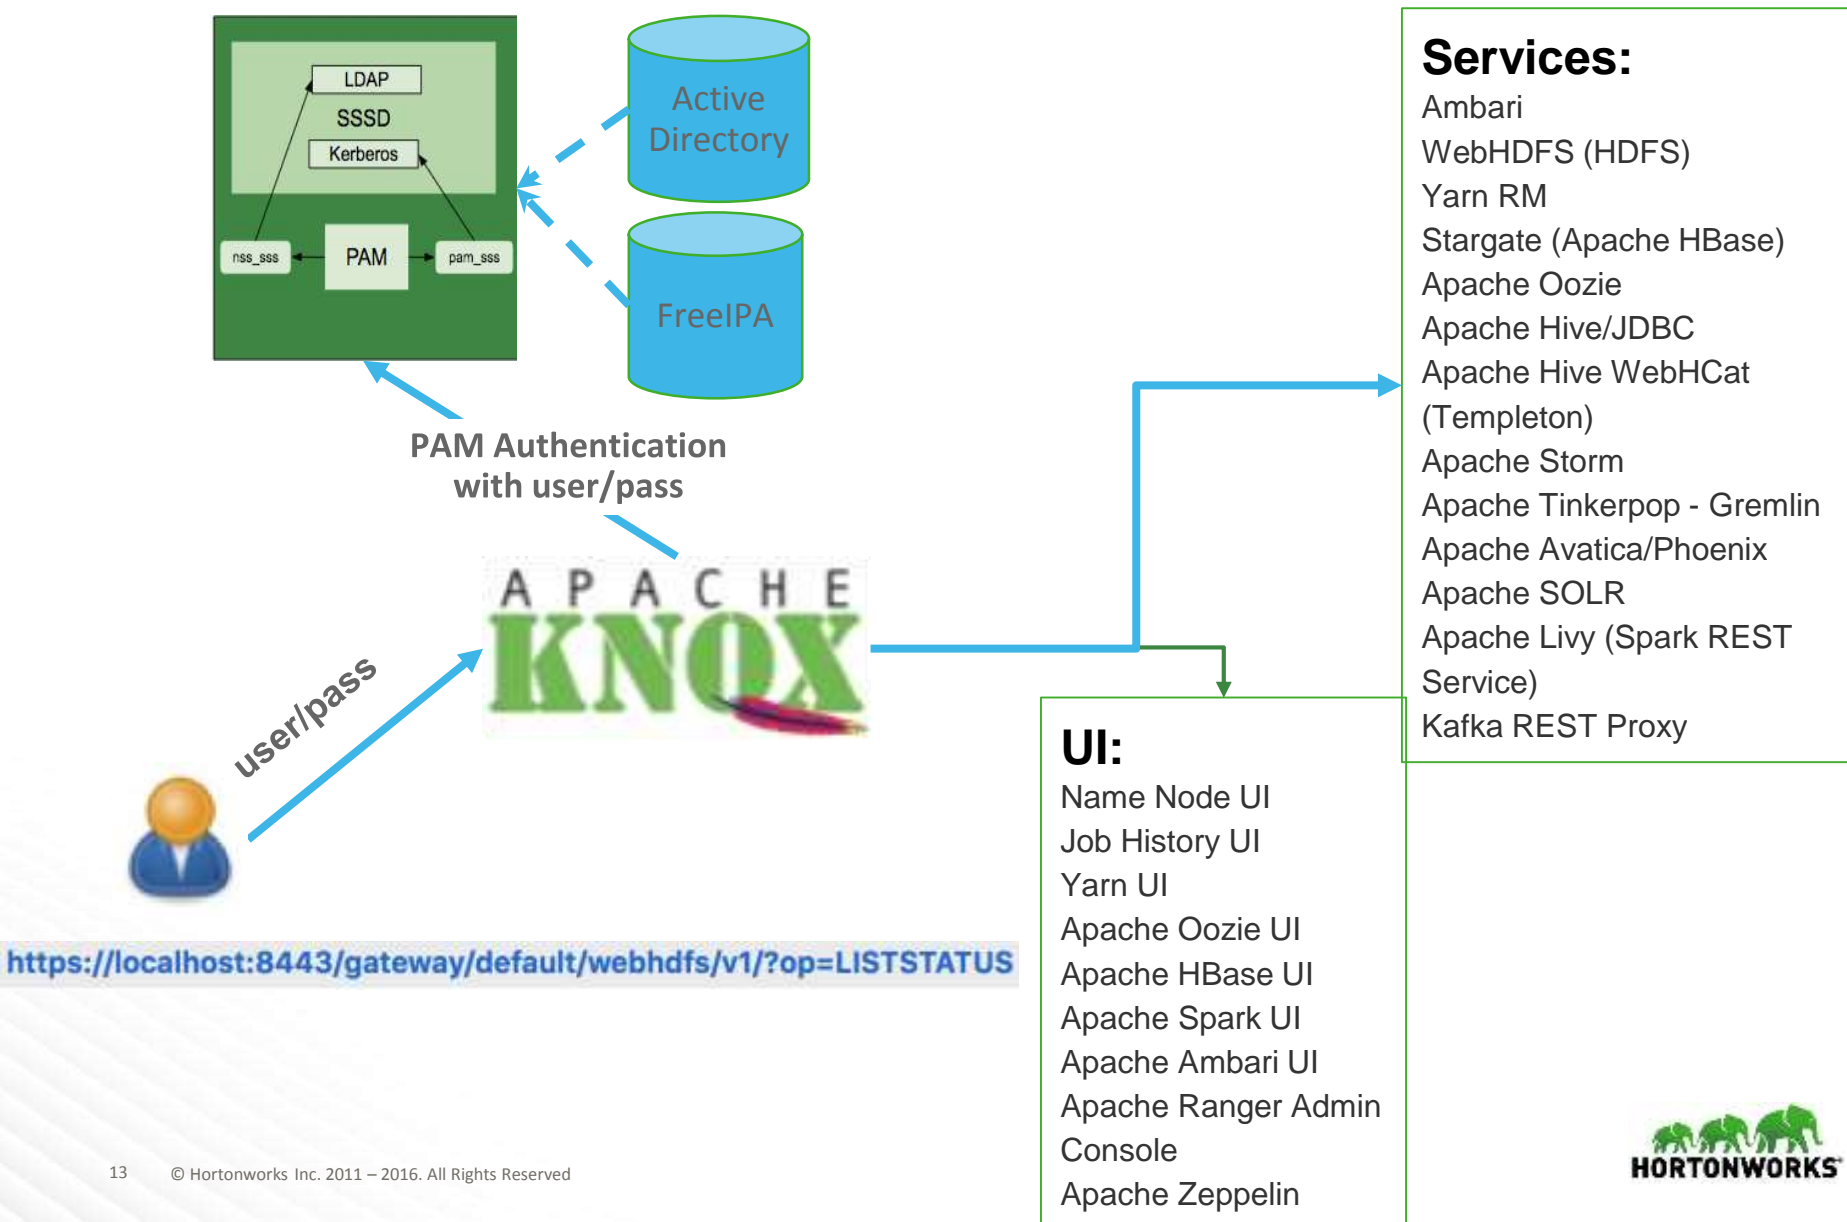 LDAP
SSSD
Kerberos
nss_sss
PAM
pam_sss
Active
Directory
FreeIPA
PAM Authentication
with user/pass
APACHE
KNOX
user/pass
https://localhost:8443/gateway/default/webhdfs/v1/?op=LISTSTATUS
Services:
Ambari
WebHDFS (HDFS)
Yarn RM
Stargate (Apache HBase)
Apache Oozie
Apache Hive/JDBC
Apache Hive WebHCat
(Templeton)
Apache Storm
Apache Tinkerpop - Gremlin
Apache Avatica/Phoenix
Apache SOLR
Apache Livy (Spark REST
Service)
Kafka REST Proxy
UI:
Name Node UI
Job History UI
Yarn UI
Apache Oozie UI
Apache HBase UI
Apache Spark UI
Apache Ambari UI
Apache Ranger Admin
Console
Apache Zeppelin
13 © Hortonworks Inc. 2011 – 2016. All Rights Reserved
HORTONWORKS